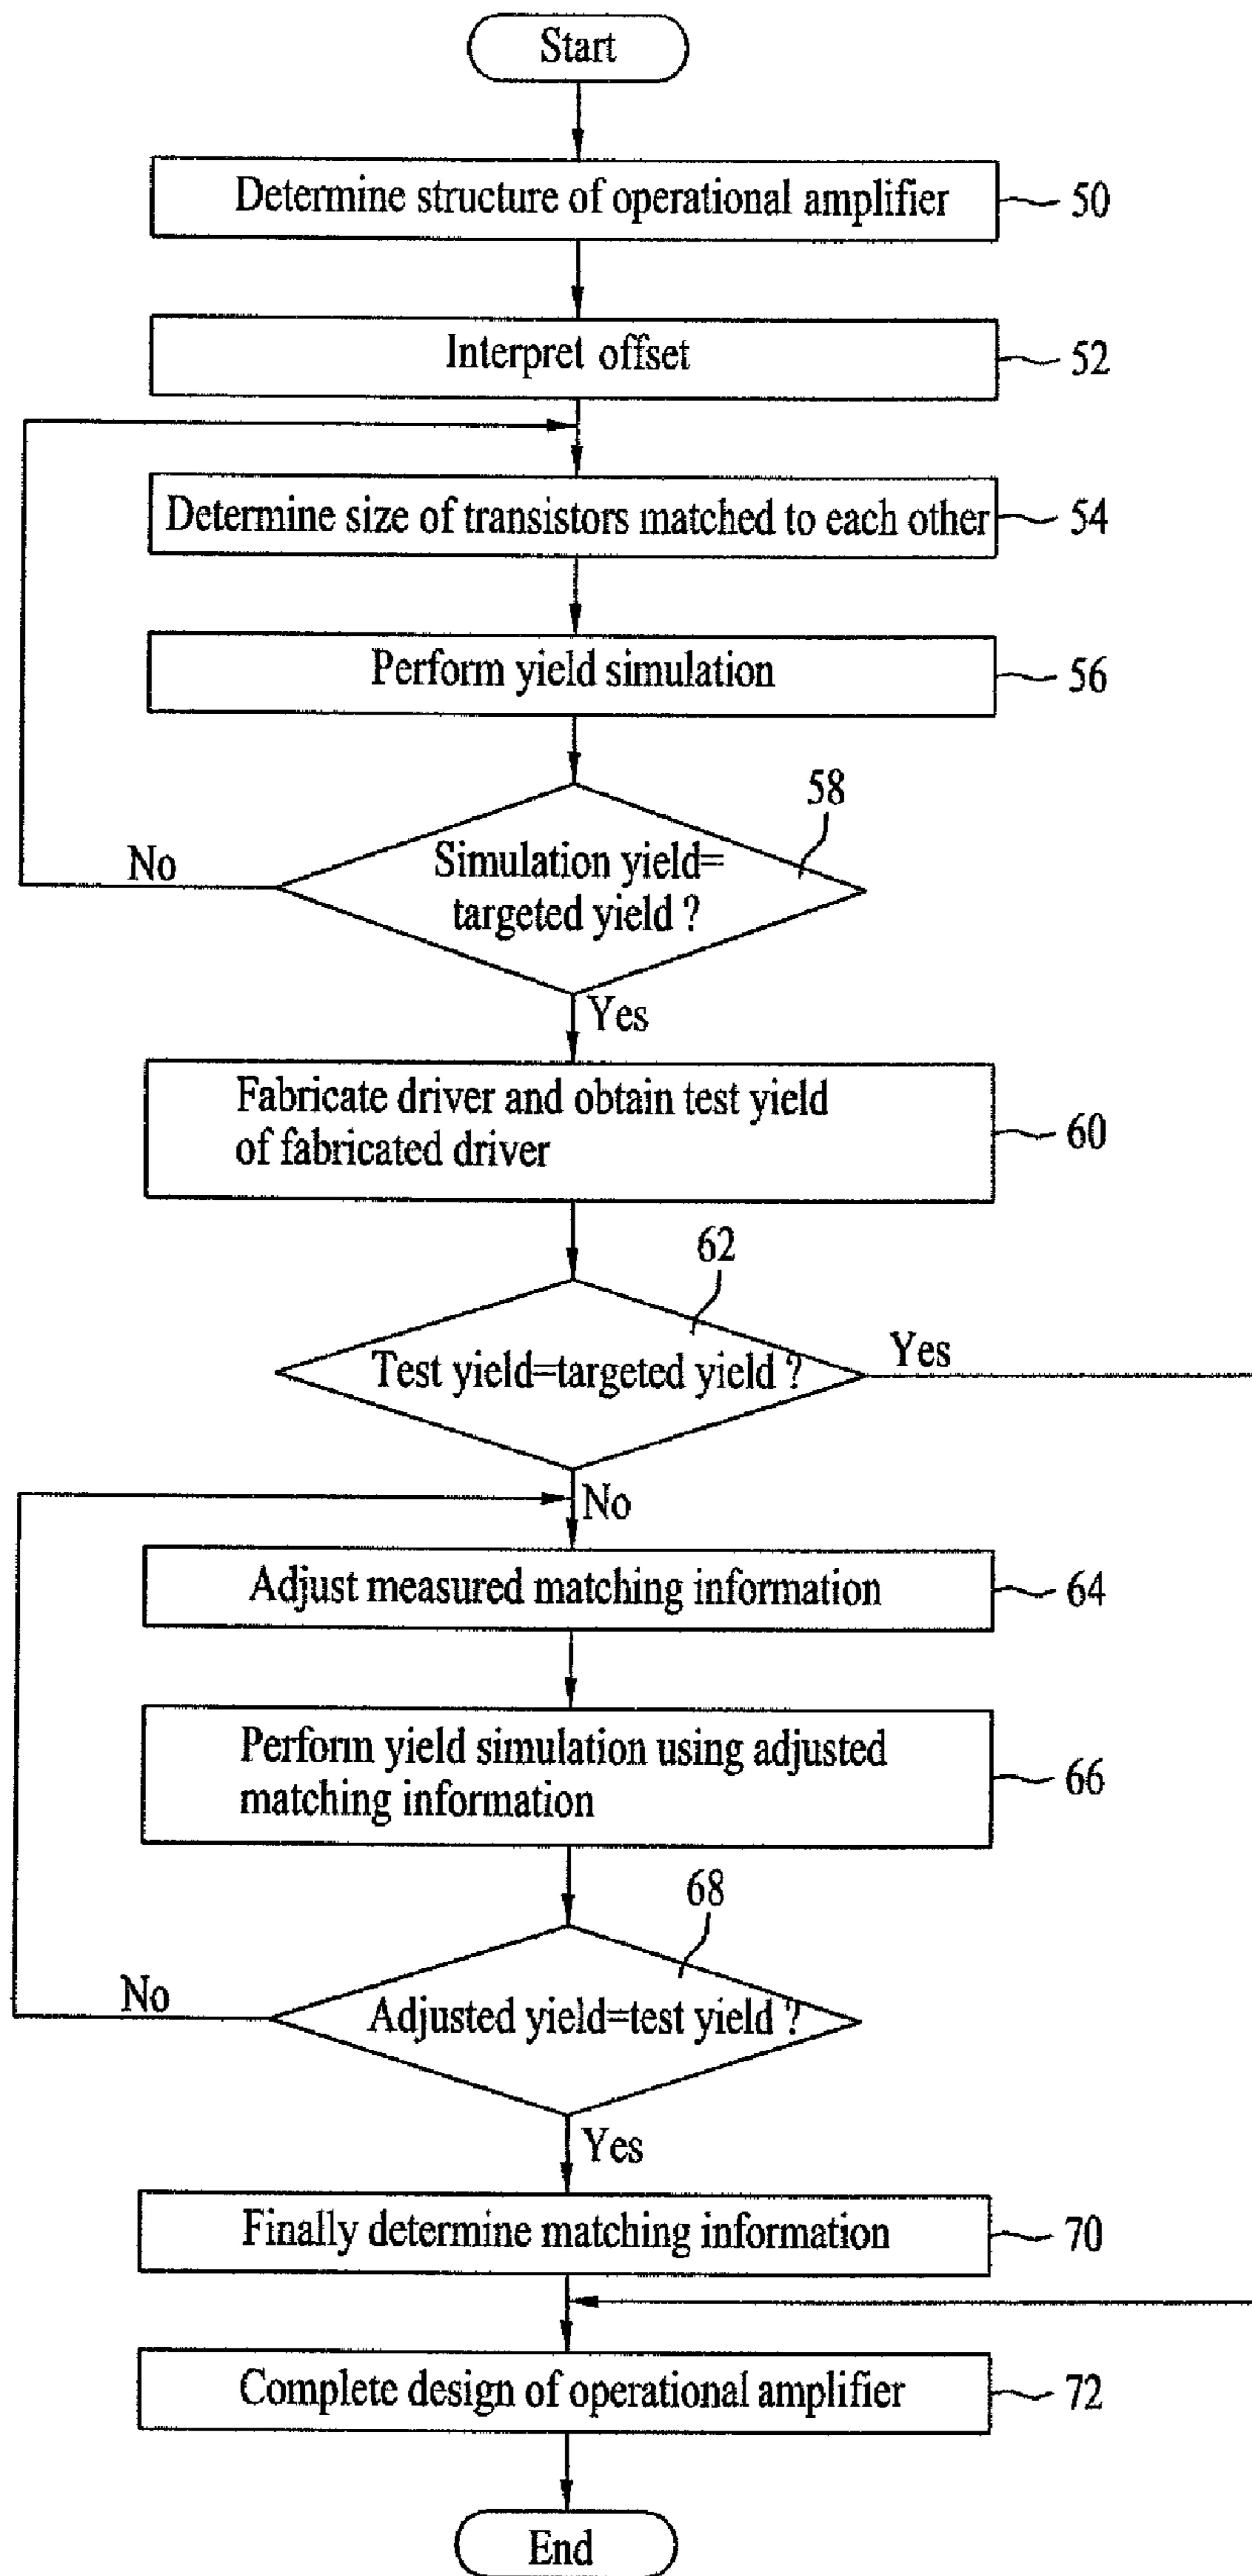 Start
Determine structure of operational amplifier
50
Interpret offset
52
Determine size of transistors matched to each other
54
Perform yield simulation
56
58
Simulation yield=
targeted yield ?
No
Yes
Fabricate driver and obtain test yield
of fabricated driver
60
62
Test yield=targeted yield ?
Yes
No
Adjust measured matching information
64
Perform yield simulation using adjusted
matching information
66
68
Adjusted yield=test yield ?
No
Yes
Finally determine matching information
70
Complete design of operational amplifier
72
End